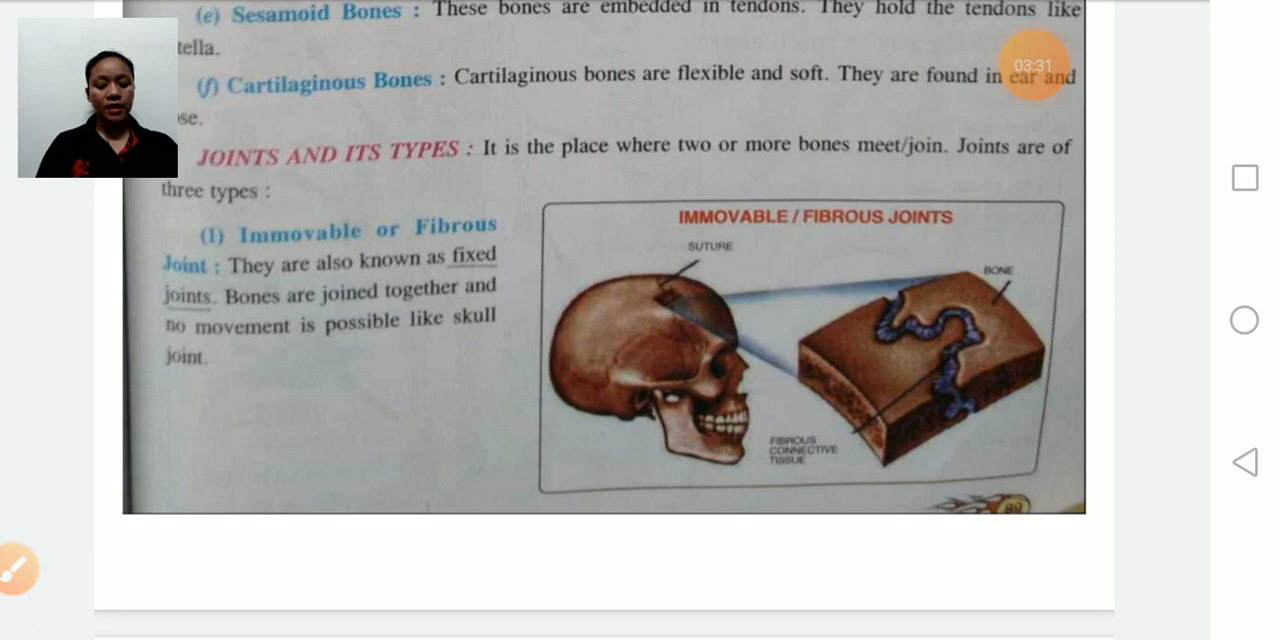 (e) Sesamoid Bones : These bones are embedded in tendons. They hold the tendons like
tella.
(f) Cartilaginous Bones : Cartilaginous bones are flexible and soft. They are found in ear and
se.
03:31
JOINTS AND ITS TYPES : It is the place where two or more bones meet/join. Joints are of
three types :
(1) Immovable or Fibrous
Joint : They are also known as fixed
joints. Bones are joined together and
no movement is possible like skull
joint.
IMMOVABLE / FIBROUS JOINTS
SUTURE
BONE
FIBROUS
CONNECTIVE
TISSUE
89